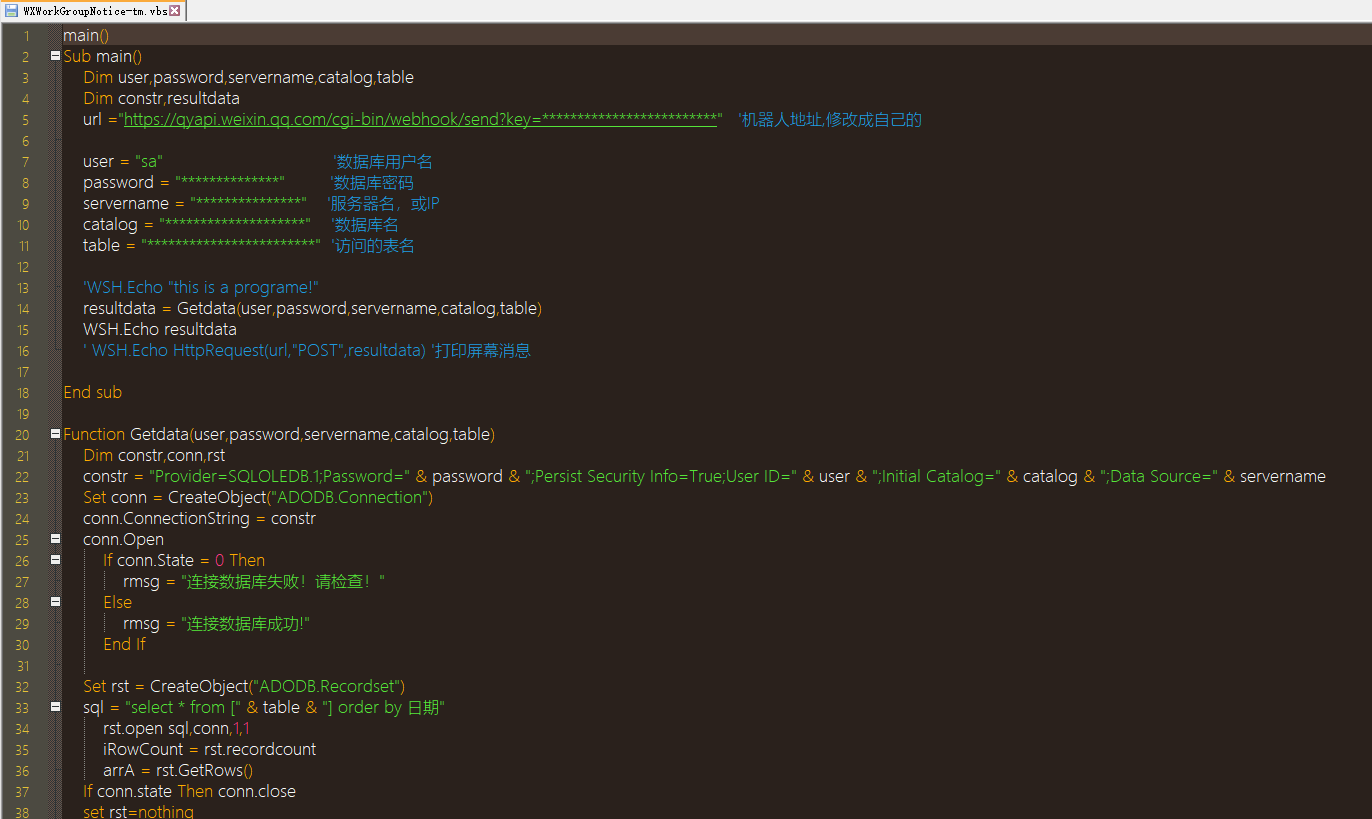 WXWorkGroupNotice-tm.vbs
1 main()
2 Sub main()
3 Dim user,password,servername,catalog,table
4 Dim constr,resultdata
5 url ="https://qyapi.weixin.qq.com/cgi-bin/webhook/send?key=*************************" '机器人地址,修改成自己的
6
7 user = "sa" '数据库用户名
8 password = "**************" '数据库密码
9 servername = "***************" '服务器名，或IP
10 catalog = "********************" '数据库名
11 table = "************************" '访问的表名
12
13 'WSH.Echo "this is a programe!"
14 resultdata = Getdata(user,password,servername,catalog,table)
15 WSH.Echo resultdata
16 ' WSH.Echo HttpRequest(url,"POST",resultdata) '打印屏幕消息
17
18 End sub
19
20 Function Getdata(user,password,servername,catalog,table)
21 Dim constr,conn,rst
22 constr = "Provider=SQLOLEDB.1;Password=" & password & ";Persist Security Info=True;User ID=" & user & ";Initial Catalog=" & catalog & ";Data Source=" & servername
23 Set conn = CreateObject("ADODB.Connection")
24 conn.ConnectionString = constr
25 conn.Open
26 If conn.State = 0 Then
27 rmsg = "连接数据库失败！请检查！"
28 Else
29 rmsg = "连接数据库成功!"
30 End If
31
32 Set rst = CreateObject("ADODB.Recordset")
33 sql = "select * from [" & table & "] order by 日期"
34 rst.open sql,conn,1,1
35 iRowCount = rst.recordcount
36 arrA = rst.GetRows()
37 If conn.state Then conn.close
38 set rst=nothing